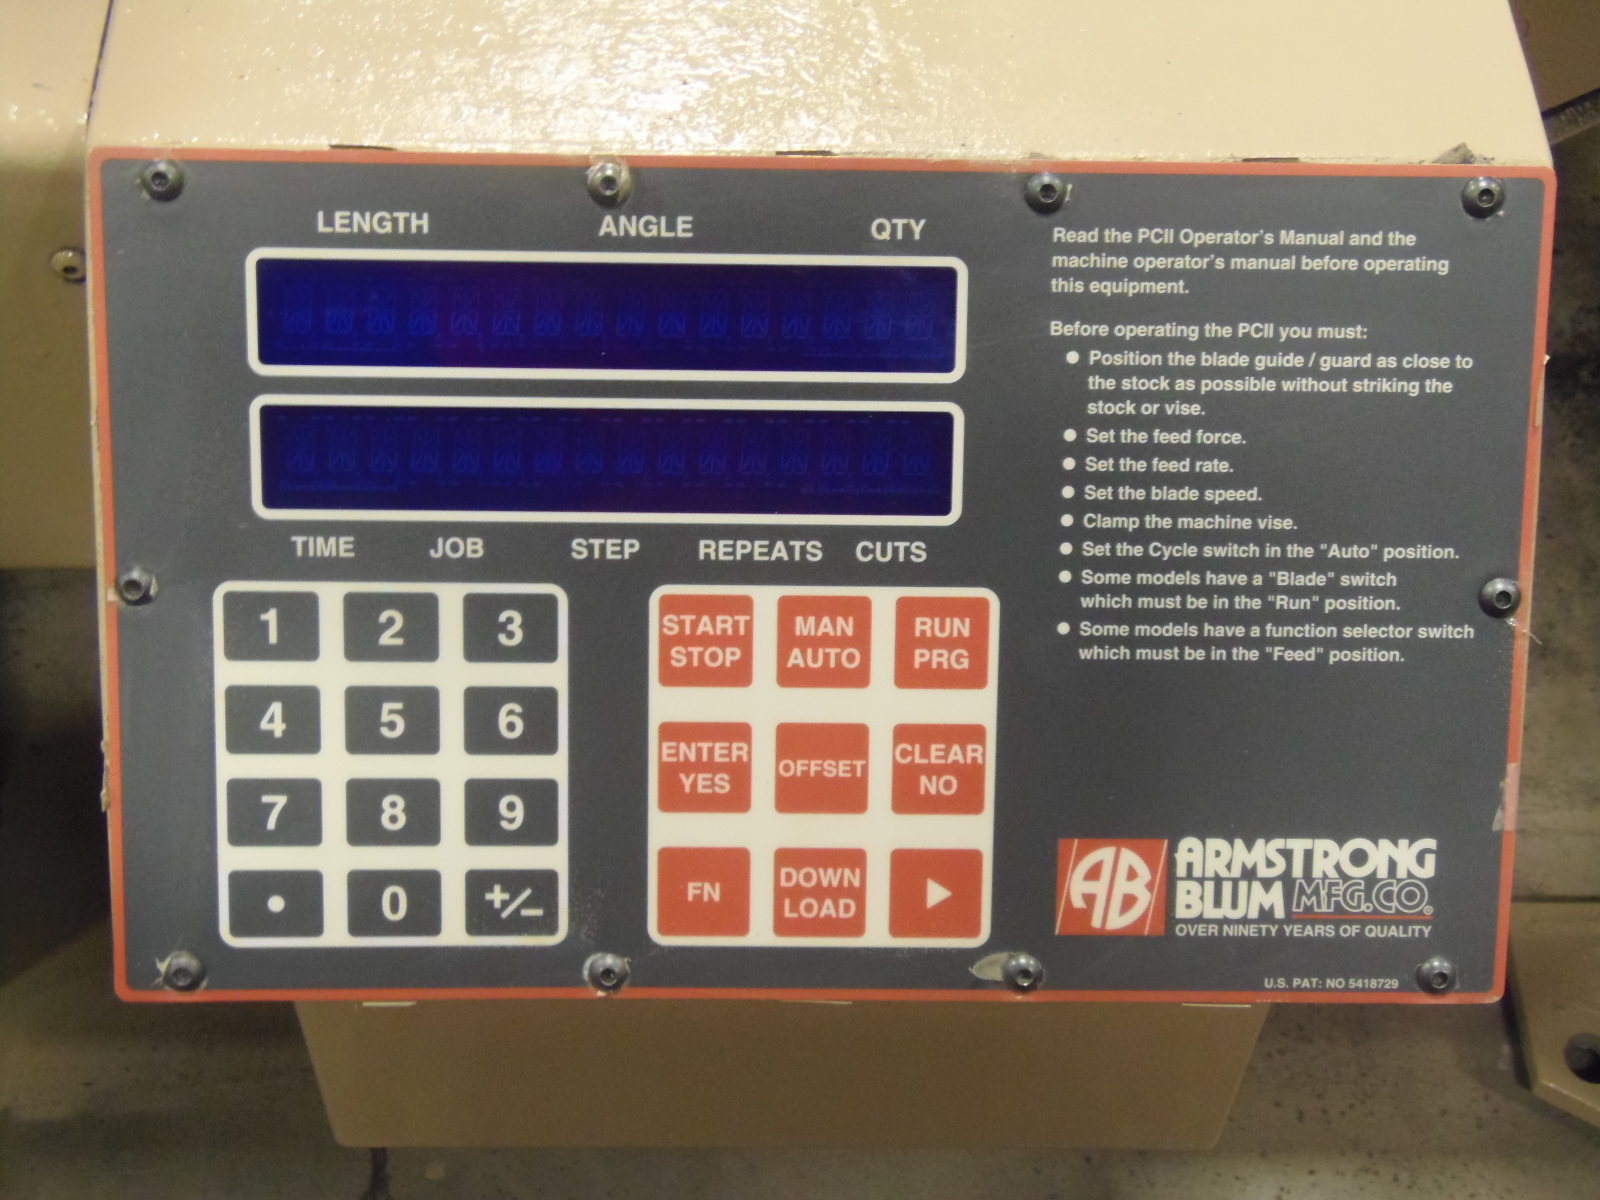 LENGTH ANGLE QTY
TIME JOB STEP REPEATS CUTS
1 2 3
4 5 6
7 8 9
• 0 +/-
START
STOP
MAN
AUTO
RUN
PRG
ENTER
YES
OFFSET
CLEAR
NO
FN
DOWN
LOAD
Read the PCII Operator's Manual and the
machine operator's manual before operating
this equipment.
Before operating the PCII you must:
● Position the blade guide / guard as close to
the stock as possible without striking the
stock or vise.
● Set the feed force.
● Set the feed rate.
● Set the blade speed.
● Clamp the machine vise.
● Set the Cycle switch in the "Auto" position.
● Some models have a "Blade" switch
which must be in the "Run" position.
● Some models have a function selector switch
which must be in the "Feed" position.
AB
ARMSTRONG
BLUM MFG.CO.®
OVER NINETY YEARS OF QUALITY
U.S. PAT: NO 5418729